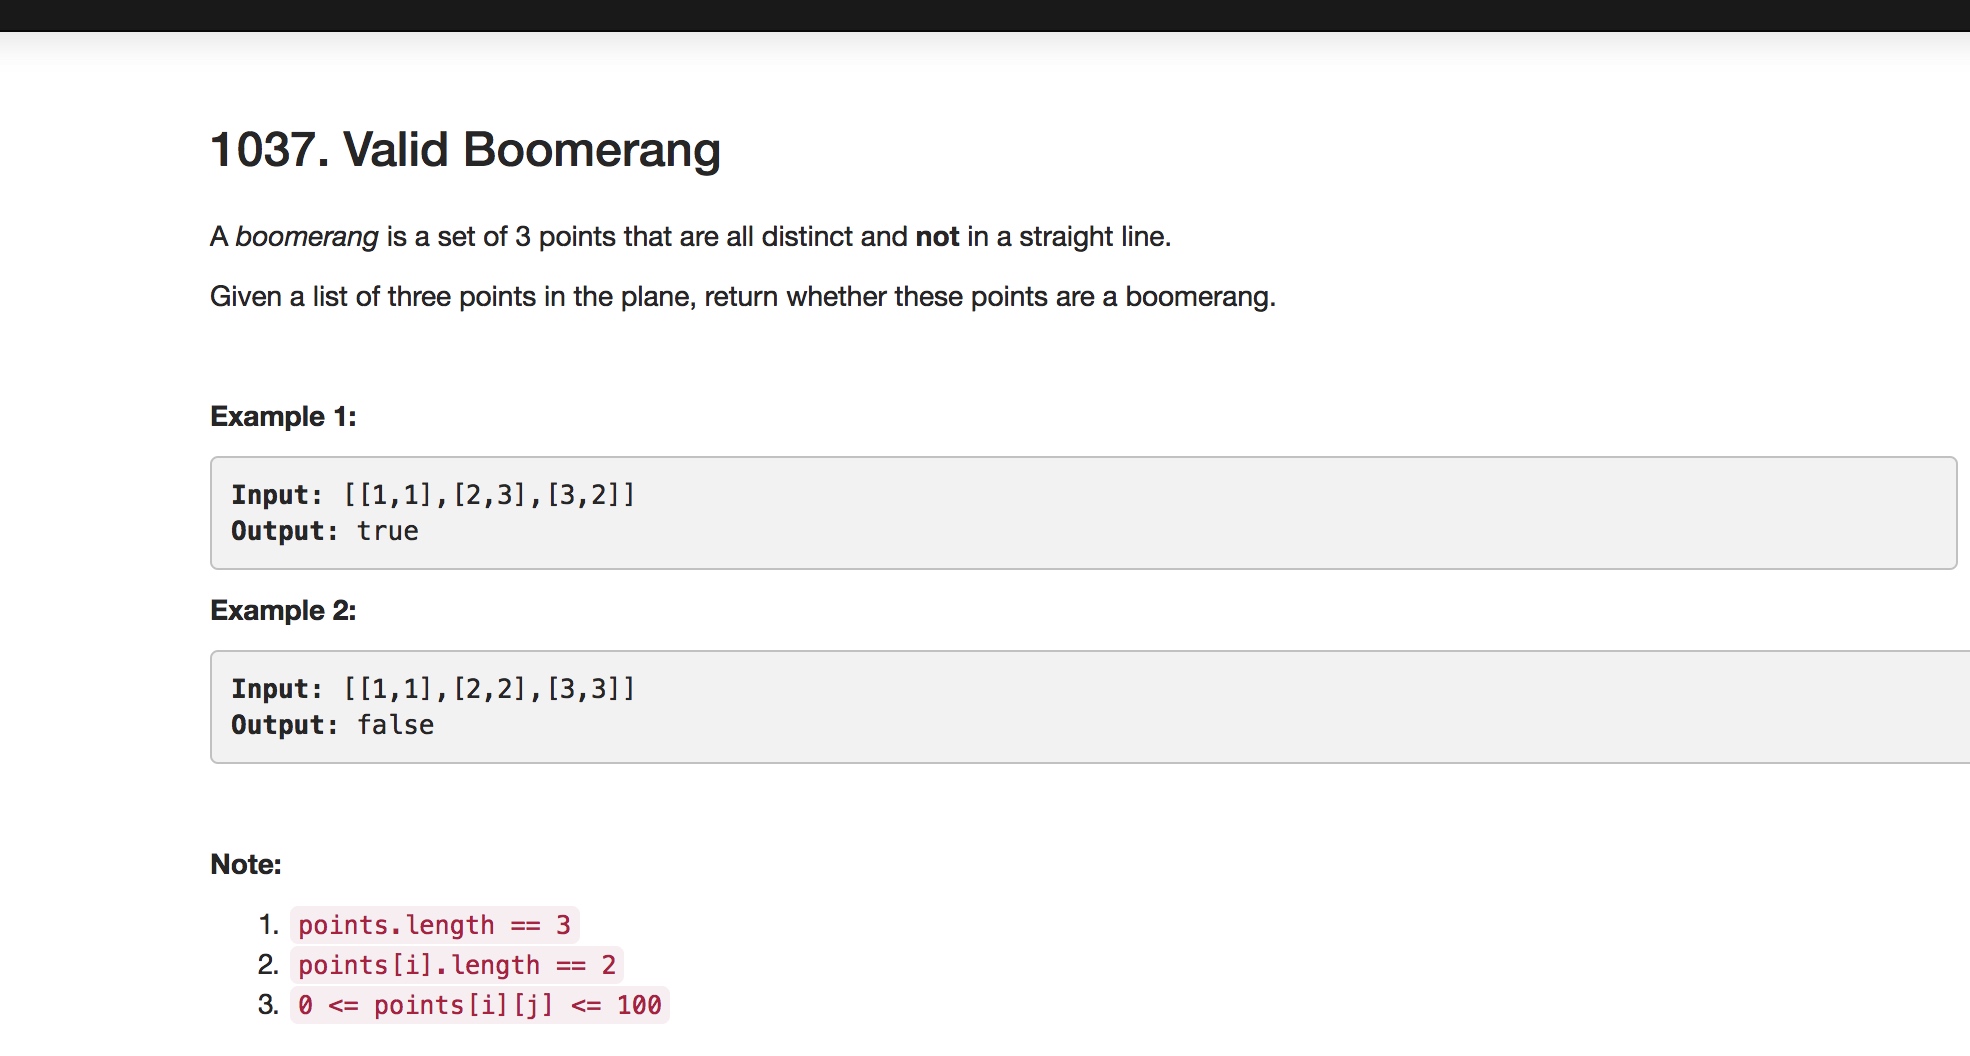 1037. Valid Boomerang
A boomerang is a set of 3 points that are all distinct and not in a straight line.
Given a list of three points in the plane, return whether these points are a boomerang.
Example 1:
Input: [[1,1],[2,3],[3,2]]
Output: true
Example 2:
Input: [[1,1],[2,2],[3,3]]
Output: false
Note:
1. points.length == 3
2. points[i].length == 2
3. 0 <= points[i][j] <= 100